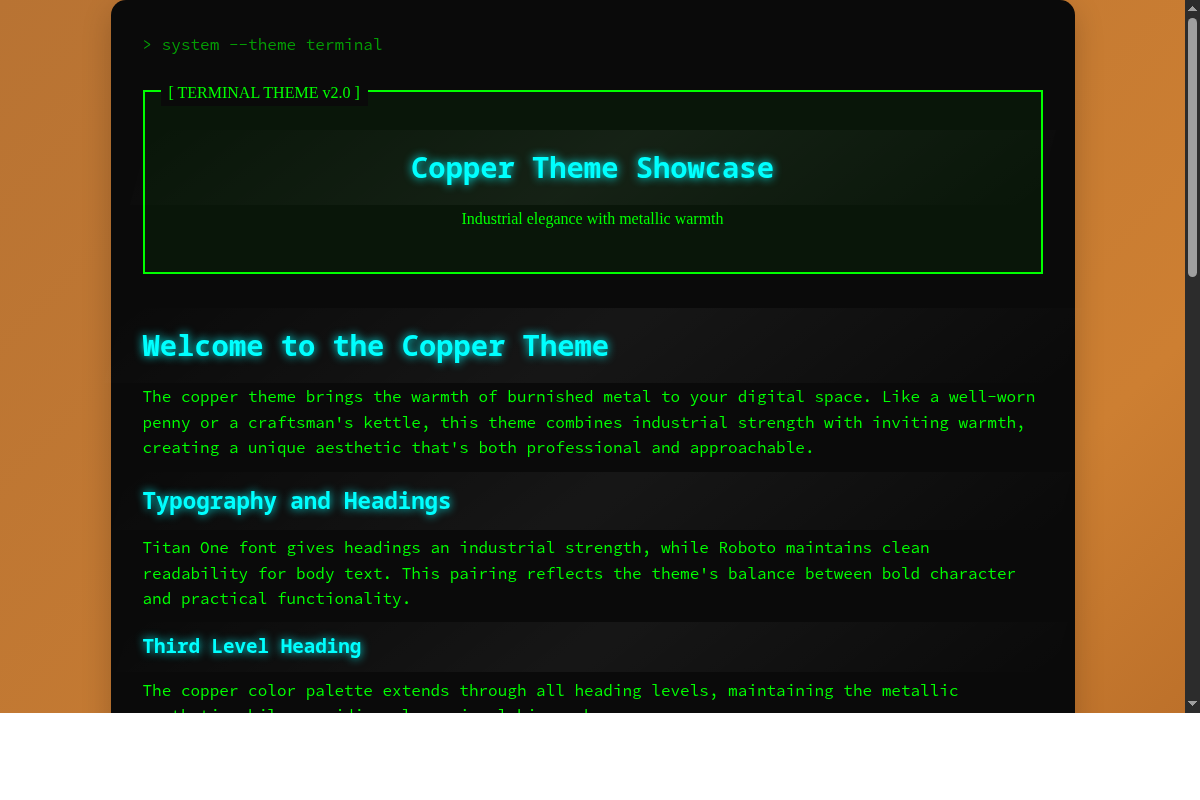 > system --theme terminal
[ TERMINAL THEME v2.0 ]
Copper Theme Showcase
Industrial elegance with metallic warmth
Welcome to the Copper Theme
The copper theme brings the warmth of burnished metal to your digital space. Like a well-worn
penny or a craftsman's kettle, this theme combines industrial strength with inviting warmth,
creating a unique aesthetic that's both professional and approachable.
Typography and Headings
Titan One font gives headings an industrial strength, while Roboto maintains clean
readability for body text. This pairing reflects the theme's balance between bold character
and practical functionality.
Third Level Heading
The copper color palette extends through all heading levels, maintaining the metallic